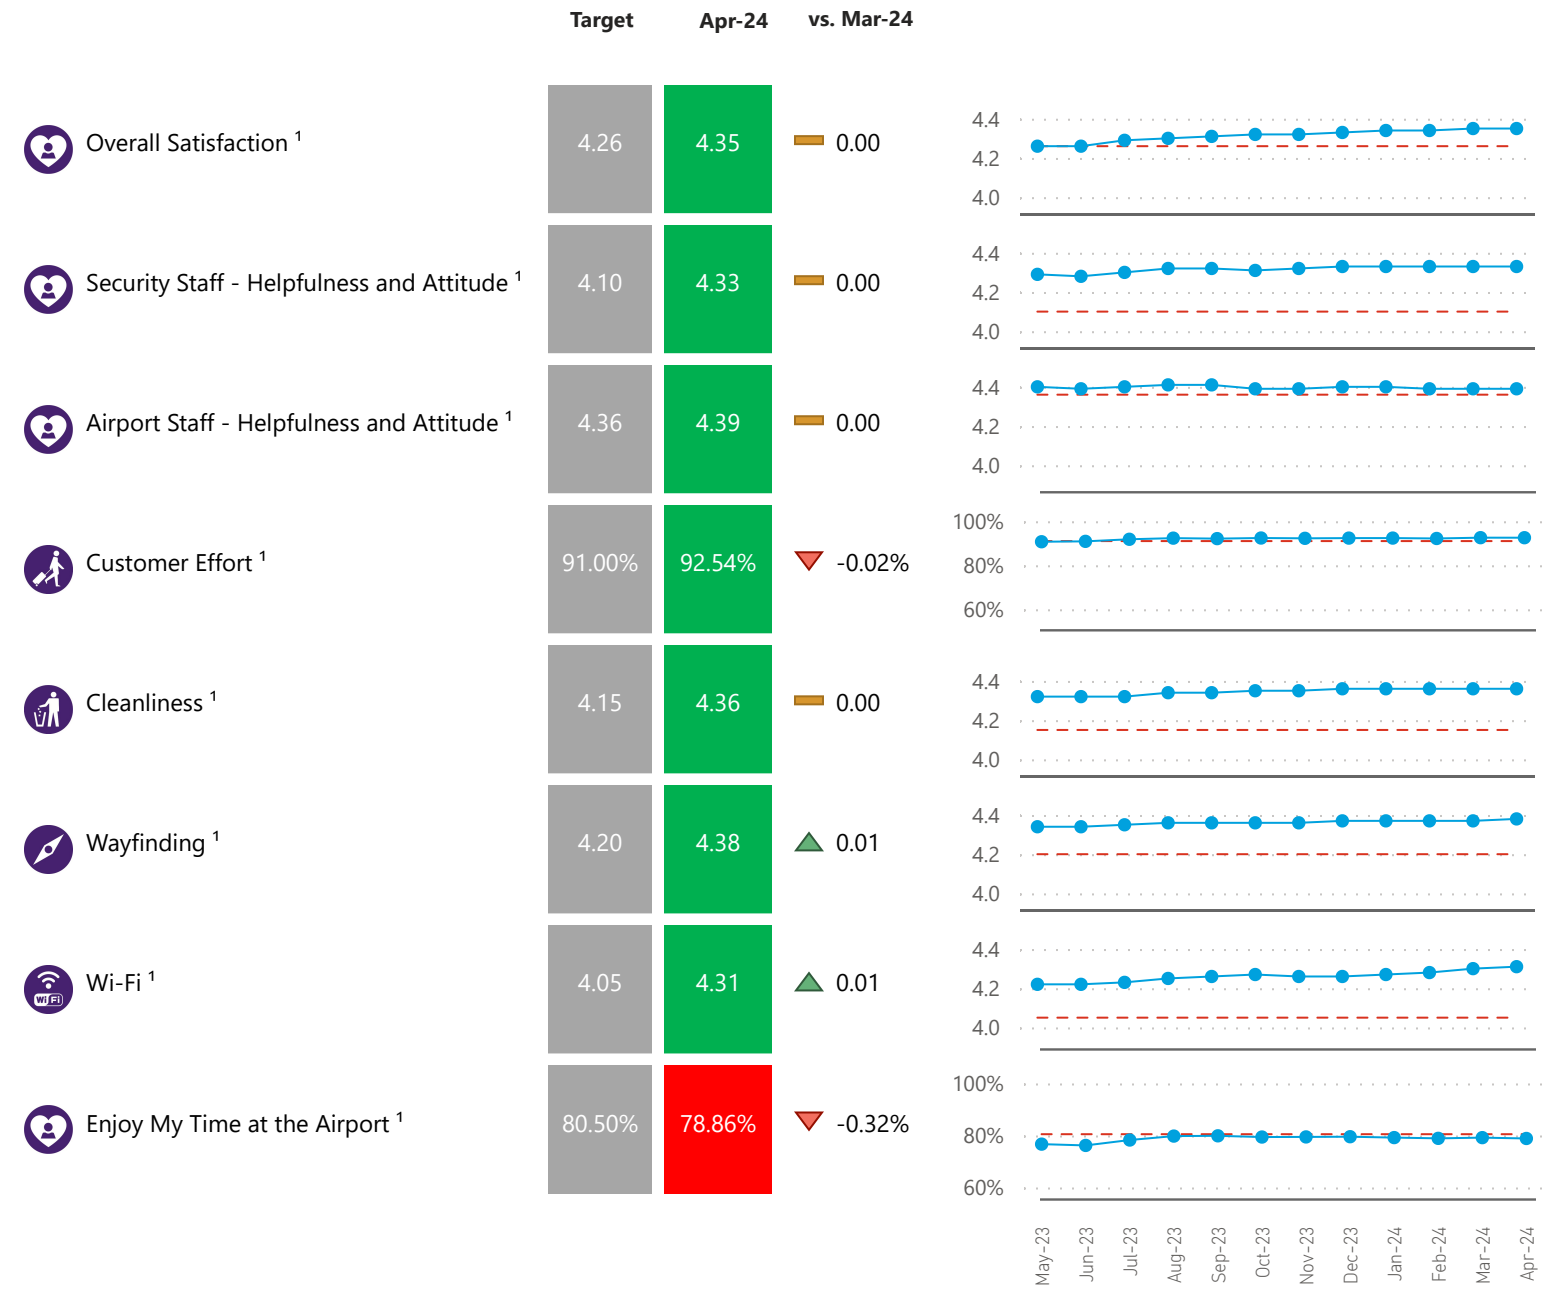 Target Apr-24 vs. Mar-24
Overall Satisfaction ¹ 4.26 4.35 0.00
4.4
4.2
4.0
Security Staff - Helpfulness and Attitude ¹ 4.10 4.33 0.00
4.4
4.2
4.0
Airport Staff - Helpfulness and Attitude ¹ 4.36 4.39 0.00
4.4
4.2
4.0
Customer Effort ¹ 91.00% 92.54% -0.02%
100%
80%
60%
Cleanliness ¹ 4.15 4.36 0.00
4.4
4.2
4.0
Wayfinding ¹ 4.20 4.38 0.01
4.4
4.2
4.0
Wi Fi
Wi-Fi ¹ 4.05 4.31 0.01
4.4
4.2
4.0
Enjoy My Time at the Airport ¹ 80.50% 78.86% -0.32%
100%
80%
60%
May-23 Jun-23 Jul-23 Aug-23 Sep-23 Oct-23 Nov-23 Dec-23 Jan-24 Feb-24 Mar-24 Apr-24